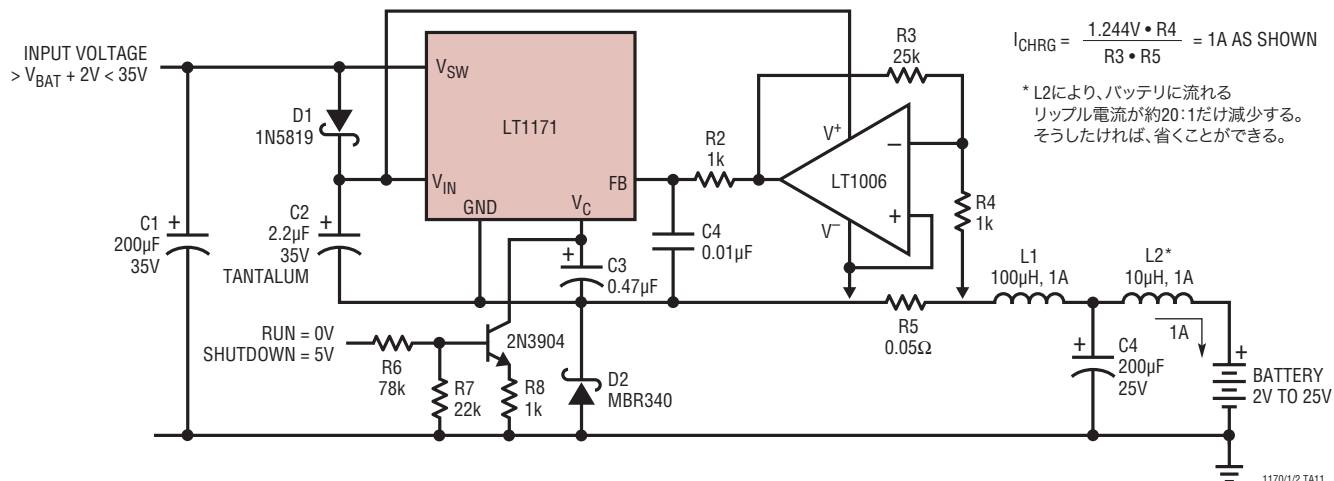 INPUT VOLTAGE
> VBAT + 2V < 35V
C1
200µF
35V
+
D1
1N5819
C2
2.2µF
35V
TANTALUM
+
VSW
LT1171
VIN
GND
VC
FB
R2
1k
R3
25k
V+
LT1006
V−
−
+
R4
1k
C4
0.01µF
+
C3
0.47µF
RUN = 0V
SHUTDOWN = 5V
R6
78k
R7
22k
2N3904
R8
1k
D2
MBR340
R5
0.05Ω
L1
100µH, 1A
L2*
10µH, 1A
1A
+
C4
200µF
25V
+
BATTERY
2V TO 25V
ICHRG = 1.244V • R4 / R3 • R5 = 1A AS SHOWN
* L2により、バッテリに流れる
リップル電流が約20:1だけ減少する。
そうしたければ、省くことができる。
1170/1/2 TA11